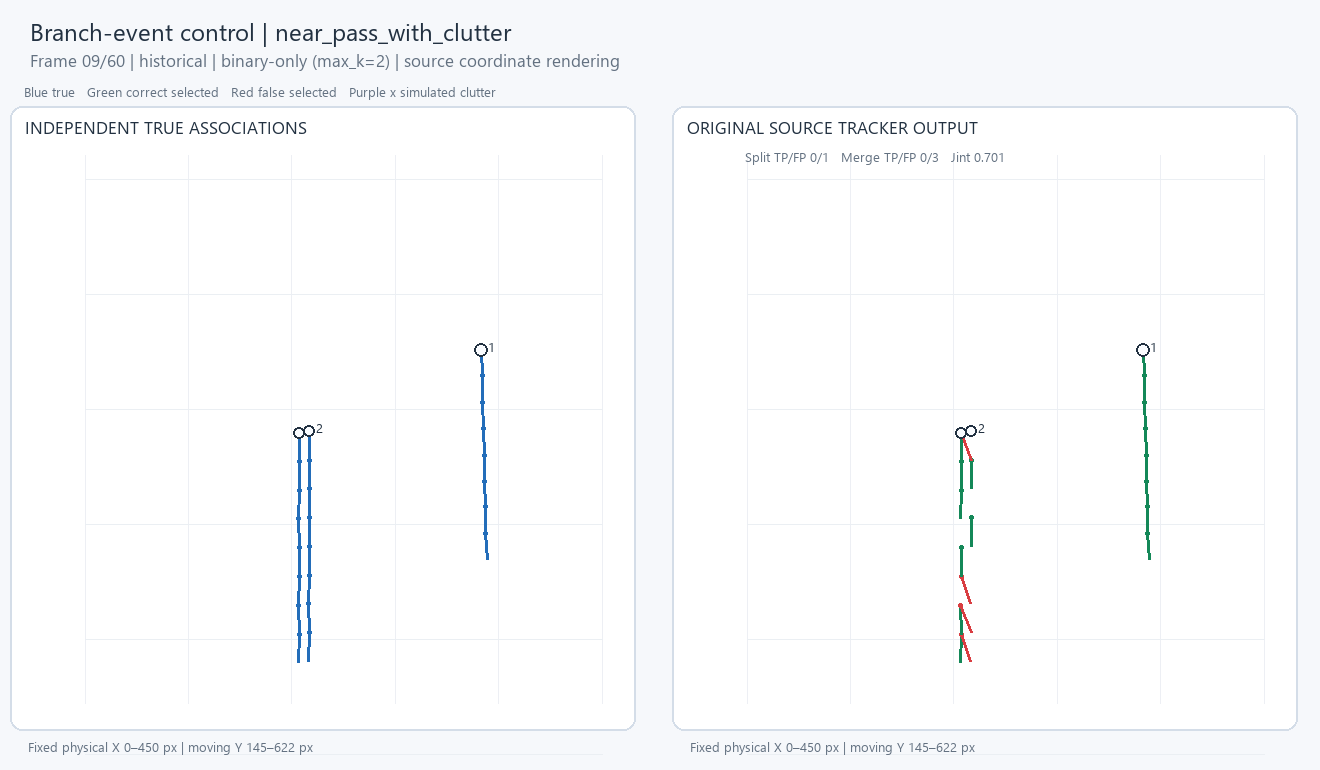 Branch-event control | near_pass_with_clutter
Frame 09/60 | historical | binary-only (max_k=2) | source coordinate rendering
Blue true Green correct selected Red false selected Purple x simulated clutter
INDEPENDENT TRUE ASSOCIATIONS
1
2
Fixed physical X 0–450 px | moving Y 145–622 px
ORIGINAL SOURCE TRACKER OUTPUT
Split TP/FP 0/1 Merge TP/FP 0/3 Jint 0.701
1
2
Fixed physical X 0–450 px | moving Y 145–622 px